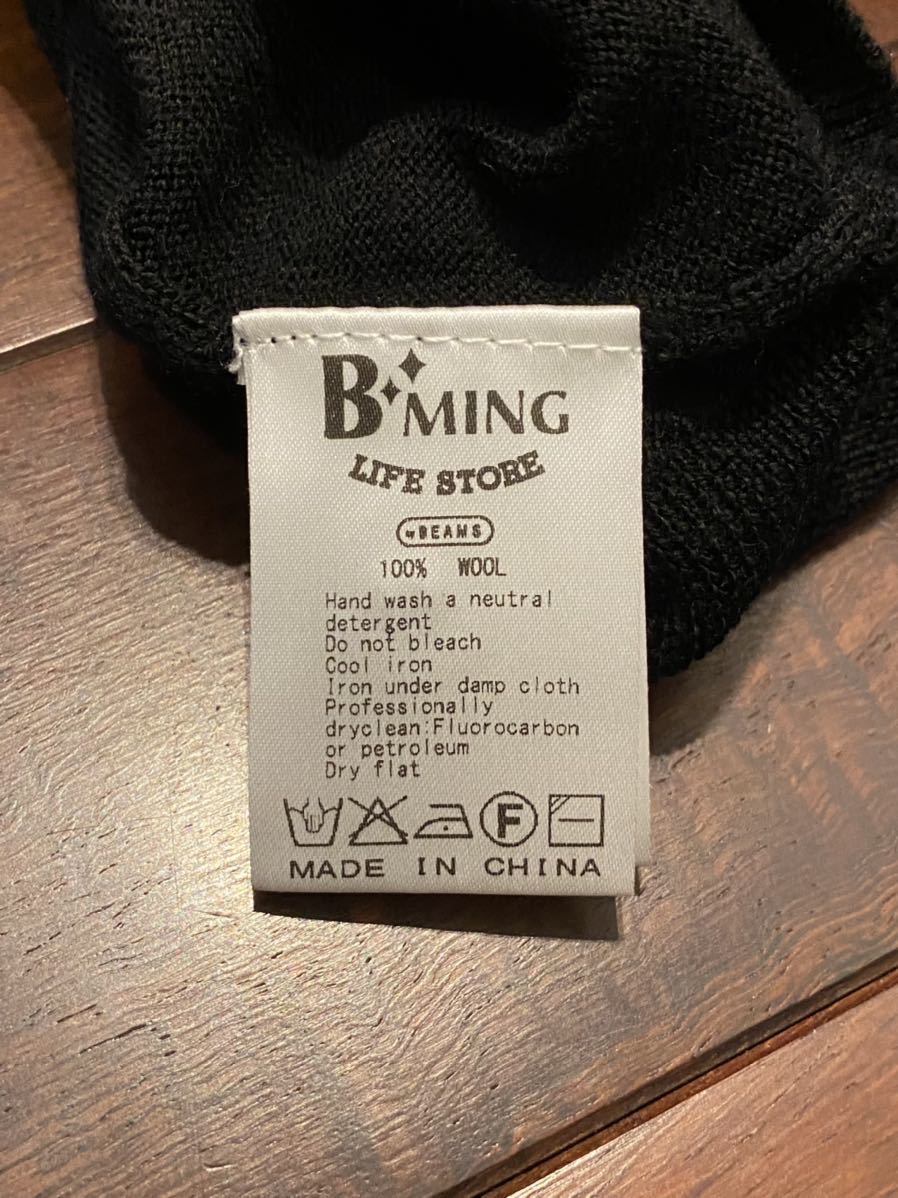 B MING
LIFE STORE
by BEAMS
100% WOOL
Hand wash a neutral
detergent
Do not bleach
Cool iron
Iron under damp cloth
Professionally
dryclean:Fluorocarbon
or petroleum
Dry flat
F
MADE IN CHINA